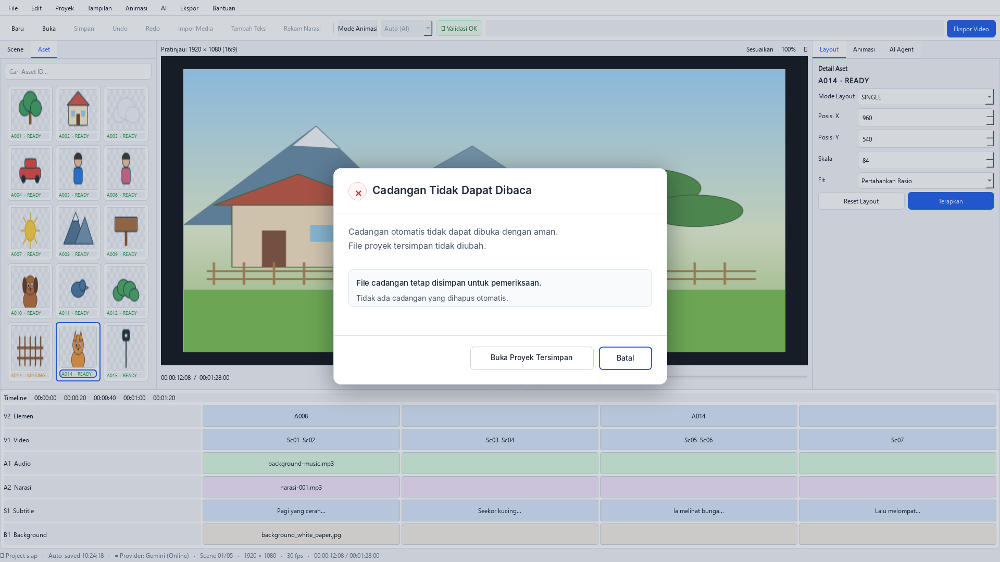 File Edit Proyek Tampilan Animasi AI Ekspor Bantuan
Baru Buka Simpan Undo Redo Impor Media Tambah Teks Rekam Narasi Mode Animasi Auto (AI) Validasi OK Ekspor Video
Scene Aset
Cari Asset ID...
A001 · READY A002 · READY A003 · READY
A004 · READY A005 · READY A006 · READY
A007 · READY A008 · READY A009 · READY
A010 · READY A011 · READY A012 · READY
A013 · MISSING A014 · READY A015 · READY
Pratinjau: 1920 × 1080 (16:9) Sesuaikan 100%
Cadangan Tidak Dapat Dibaca
Cadangan otomatis tidak dapat dibuka dengan aman.
File proyek tersimpan tidak diubah.
File cadangan tetap disimpan untuk pemeriksaan.
Tidak ada cadangan yang dihapus otomatis.
Buka Proyek Tersimpan Batal
00:00:12:08 / 00:01:28:00
Layout Animasi AI Agent
Detail Aset
A014 · READY
Mode Layout SINGLE
Posisi X 960
Posisi Y 540
Skala 84
Fit Pertahankan Rasio
Reset Layout Terapkan
Timeline 00:00:00 00:00:20 00:00:40 00:01:00 00:01:20
V2 Elemen A008 A014
V1 Video Sc01 Sc02 Sc03 Sc04 Sc05 Sc06 Sc07
A1 Audio background-music.mp3
A2 Narasi narasi-001.mp3
S1 Subtitle Pagi yang cerah... Seekor kucing... Ia melihat bunga... Lalu melompat...
B1 Background background_white_paper.jpg
Project siap · Auto-saved 10:24:18 · ● Provider: Gemini (Online) · Scene 01/05 · 1920 × 1080 · 30 fps · 00:00:12:08 / 00:01:28:00